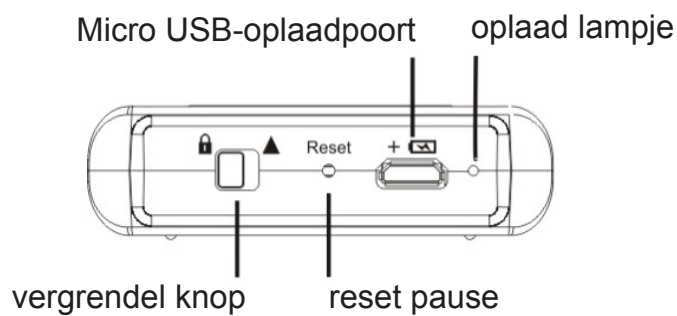 Micro USB-oplaadpoort oplaad lampje
Reset +
vergrendel knop reset pause